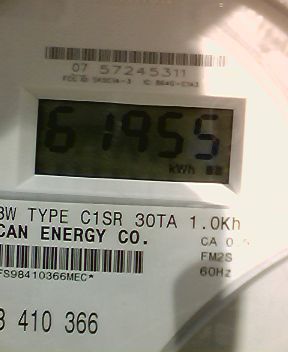 07 57245311
61955
kWh
3W TYPE C1SR 30TA 1.0Kh
CAN ENERGY CO.
CA 0.
FM2S
60Hz
FS98410366MEC*
3 410 366